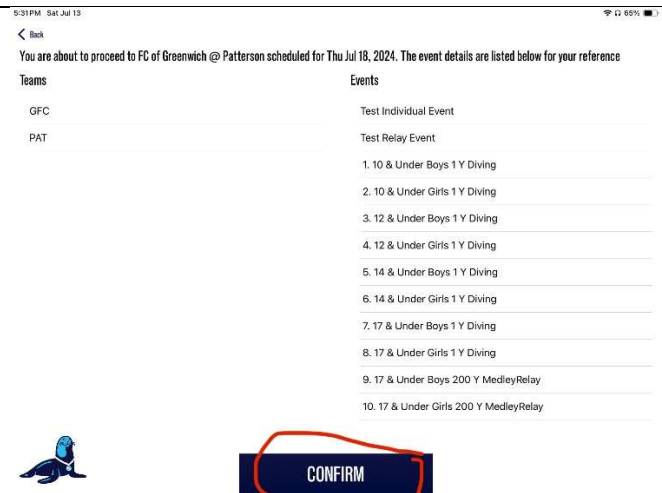 5:31PM Sat Jul 13
65%
Back
You are about to proceed to FC of Greenwich @ Patterson scheduled for Thu Jul 18, 2024. The event details are listed below for your reference
Teams
GFC
PAT
Events
Test Individual Event
Test Relay Event
1. 10 & Under Boys 1 Y Diving
2. 10 & Under Girls 1 Y Diving
3. 12 & Under Boys 1 Y Diving
4. 12 & Under Girls 1 Y Diving
5. 14 & Under Boys 1 Y Diving
6. 14 & Under Girls 1 Y Diving
7. 17 & Under Boys 1 Y Diving
8. 17 & Under Girls 1 Y Diving
9. 17 & Under Boys 200 Y MedleyRelay
10. 17 & Under Girls 200 Y MedleyRelay
CONFIRM